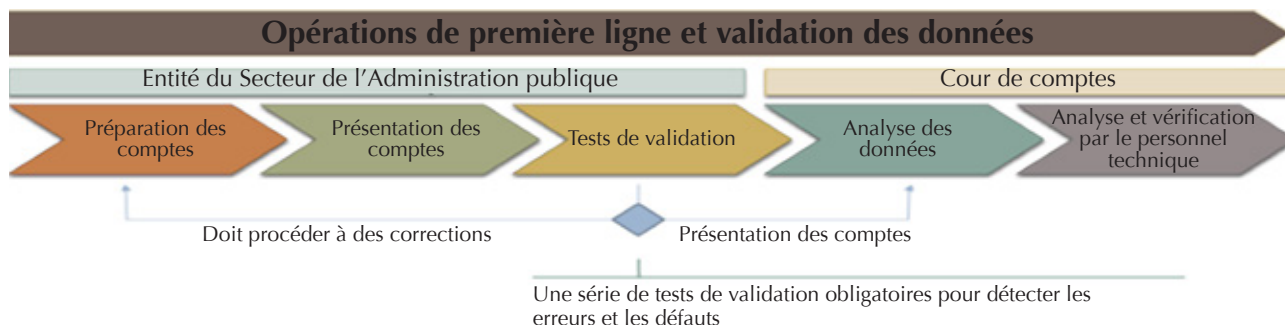 Opérations de première ligne et validation des données
Entité du Secteur de l'Administration publique
Cour de comptes
Préparation des
comptes
Présentation des
comptes
Tests de validation
Analyse des
données
Analyse et vérification
par le personnel
technique
Doit procéder à des corrections
Présentation des comptes
Une série de tests de validation obligatoires pour détecter les
erreurs et les défauts